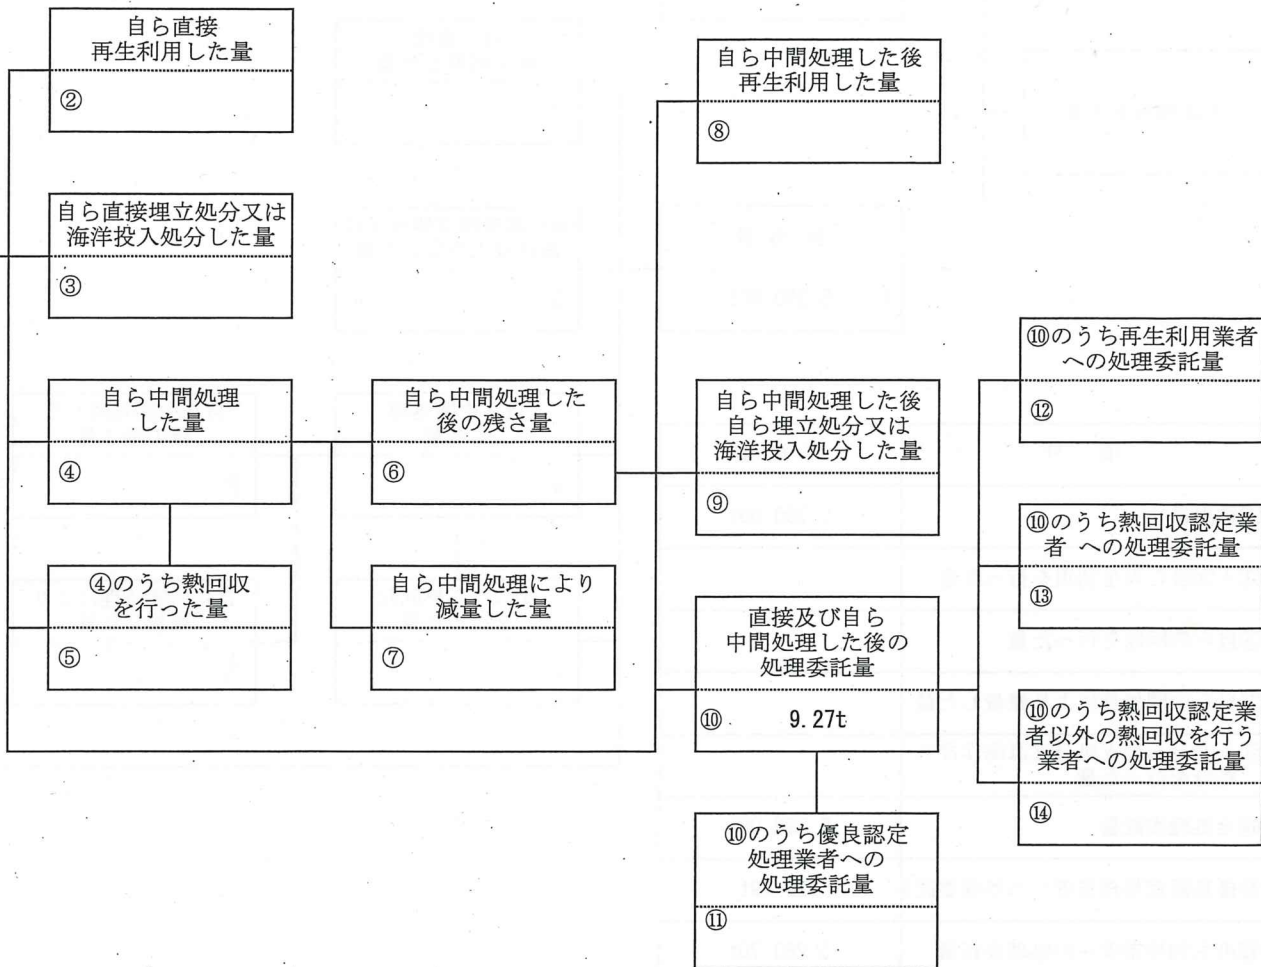 自ら直接
再生利用した量
②
自ら直接埋立処分又は
海洋投入処分した量
③
自ら中間処理
した量
④
④のうち熱回収
を行った量
⑤
自ら中間処理した
後の残さ量
⑥
自ら中間処理により
減量した量
⑦
自ら中間処理した後
再生利用した量
⑧
自ら中間処理した後
自ら埋立処分又は
海洋投入処分した量
⑨
直接及び自ら
中間処理した後の
処理委託量
⑩ 9.27t
⑩のうち優良認定
処理業者への
処理委託量
⑪
⑩のうち再生利用業者
への処理委託量
⑫
⑩のうち熱回収認定業
者 への処理委託量
⑬
⑩のうち熱回収認定業
者以外の熱回収を行う
業者への処理委託量
⑭